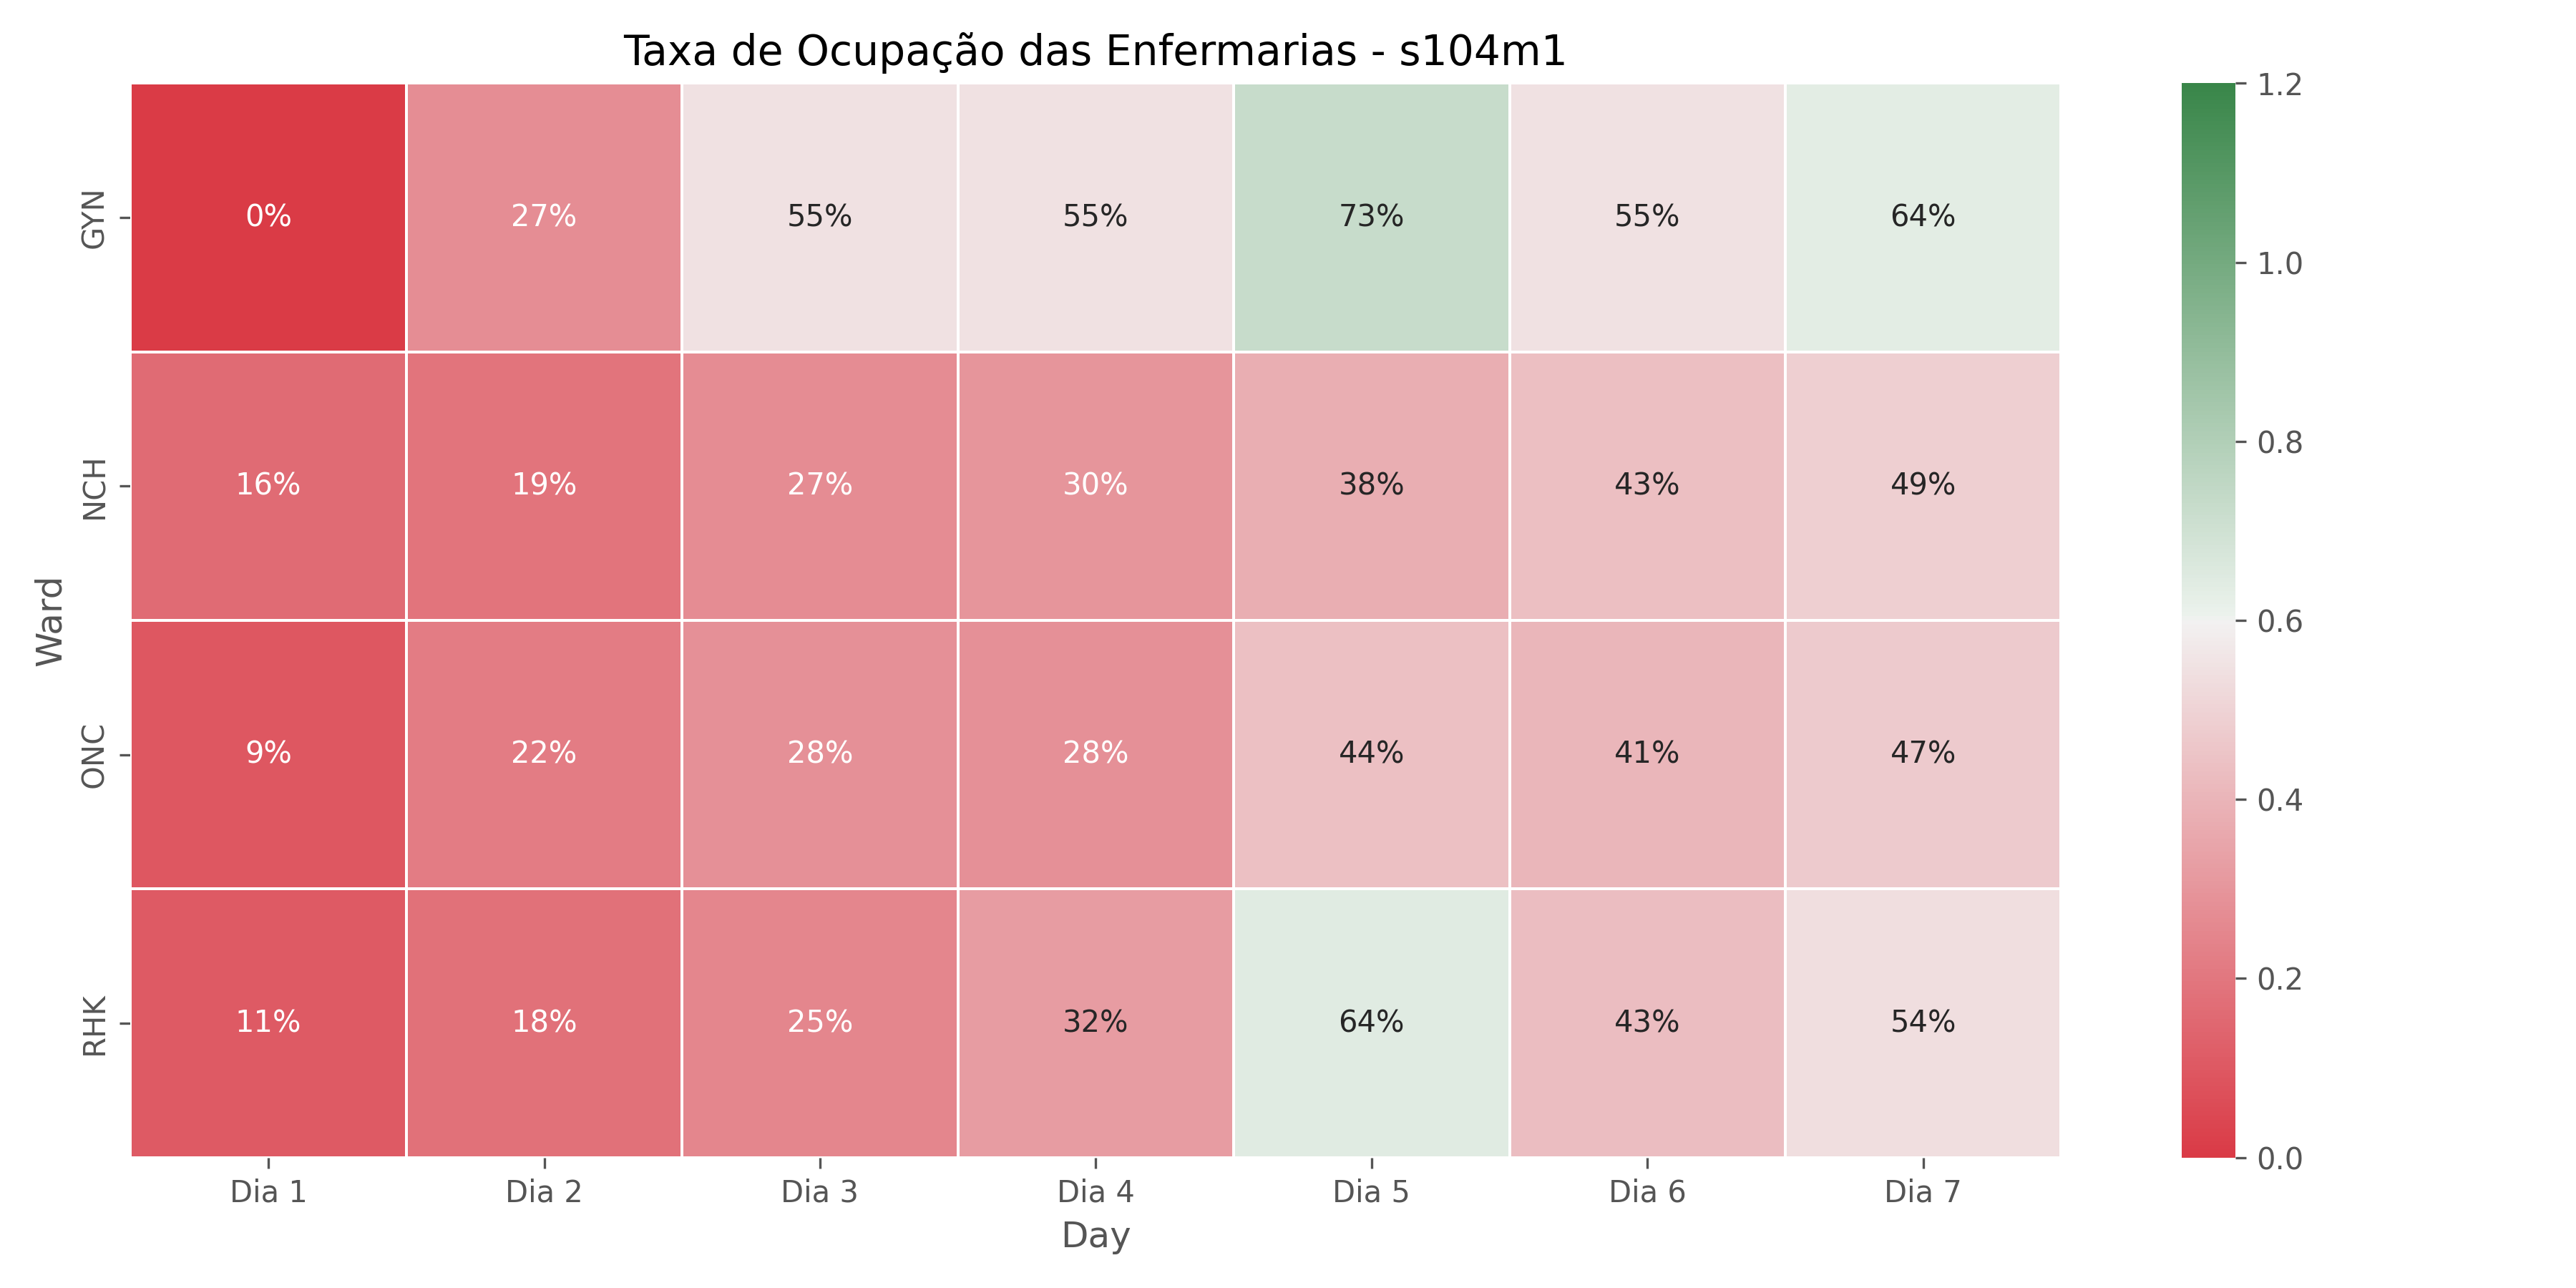 Taxa de Ocupação das Enfermarias - s104m1
Ward
GYN 0% 27% 55% 55% 73% 55% 64%
NCH 16% 19% 27% 30% 38% 43% 49%
ONC 9% 22% 28% 28% 44% 41% 47%
RHK 11% 18% 25% 32% 64% 43% 54%
Dia 1 Dia 2 Dia 3 Dia 4 Dia 5 Dia 6 Dia 7
Day
1.2
1.0
0.8
0.6
0.4
0.2
0.0